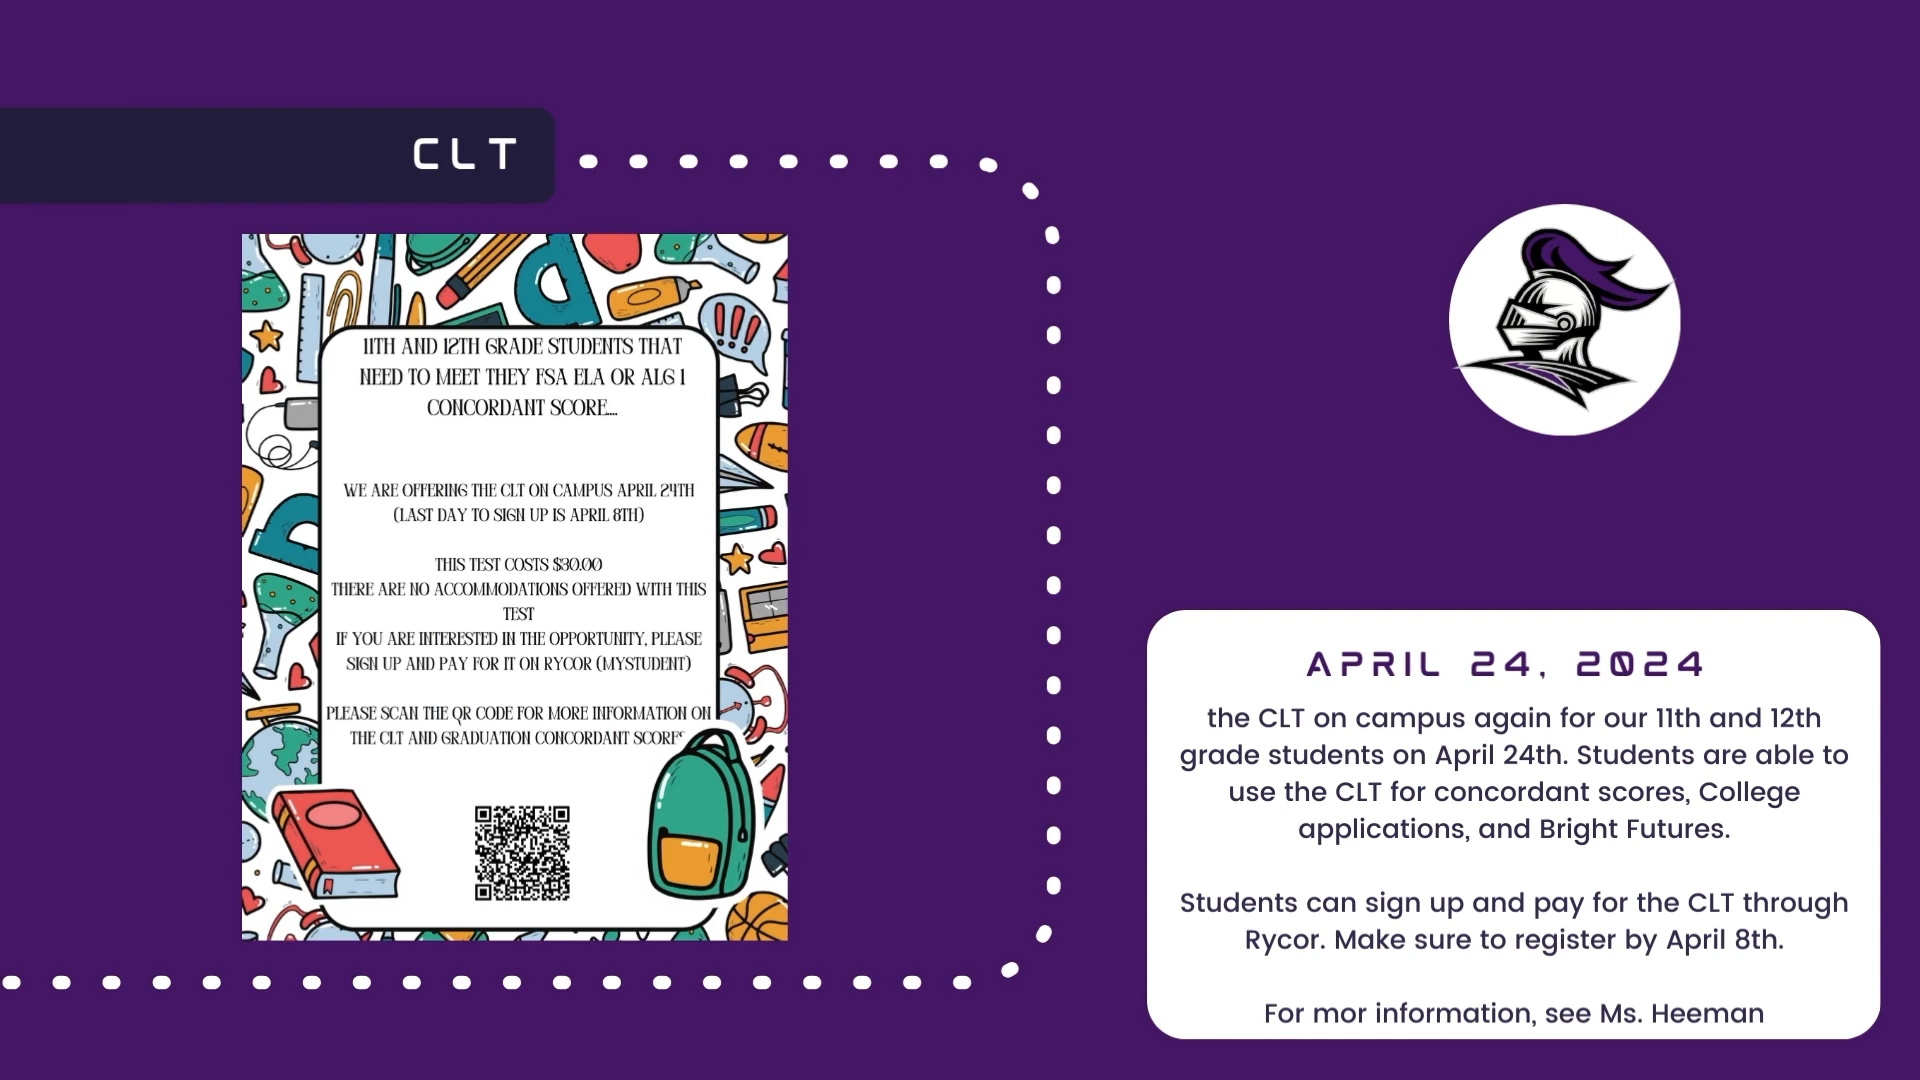 CLT
11TH AND 12TH GRADE STUDENTS THAT
NEED TO MEET THEY FSA ELA OR ALG 1
CONCORDANT SCORE....
WE ARE OFFERING THE CLT ON CAMPUS APRIL 24TH
(LAST DAY TO SIGN UP IS APRIL 8TH)
THIS TEST COSTS $30.00
THERE ARE NO ACCOMMODATIONS OFFERED WITH THIS
TEST
IF YOU ARE INTERESTED IN THE OPPORTUNITY, PLEASE
SIGN UP AND PAY FOR IT ON RYCOR (MYSTUDENT)
PLEASE SCAN THE QR CODE FOR MORE INFORMATION ON
THE CLT AND GRADUATION CONCORDANT SCORES
APRIL 24, 2024
the CLT on campus again for our 11th and 12th
grade students on April 24th. Students are able to
use the CLT for concordant scores, College
applications, and Bright Futures.
Students can sign up and pay for the CLT through
Rycor. Make sure to register by April 8th.
For mor information, see Ms. Heeman